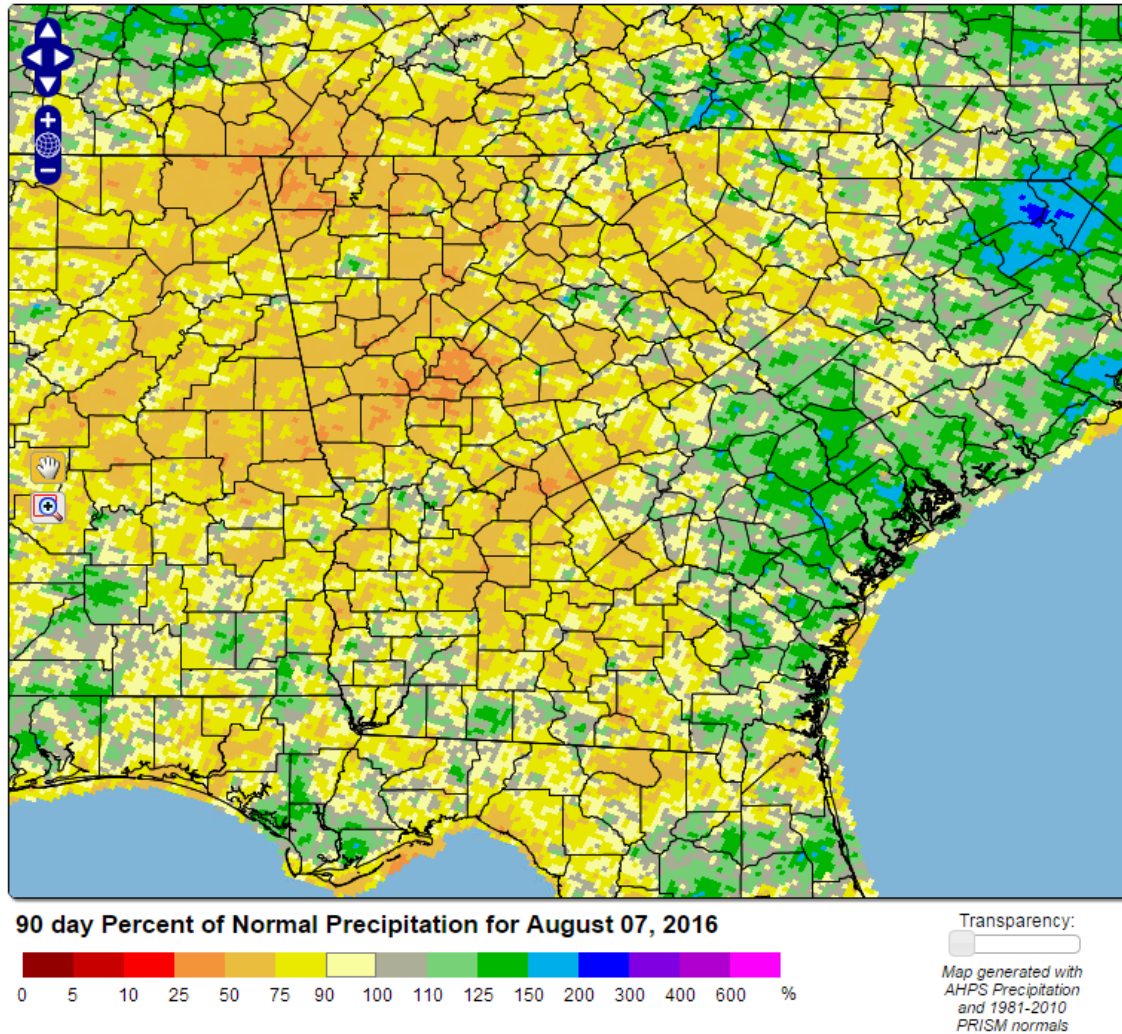 90 day Percent of Normal Precipitation for August 07, 2016
0 5 10 25 50 75 90 100 110 125 150 200 300 400 600 %
Transparency:
Map generated with
AHPS Precipitation
and 1981-2010
PRISM normals